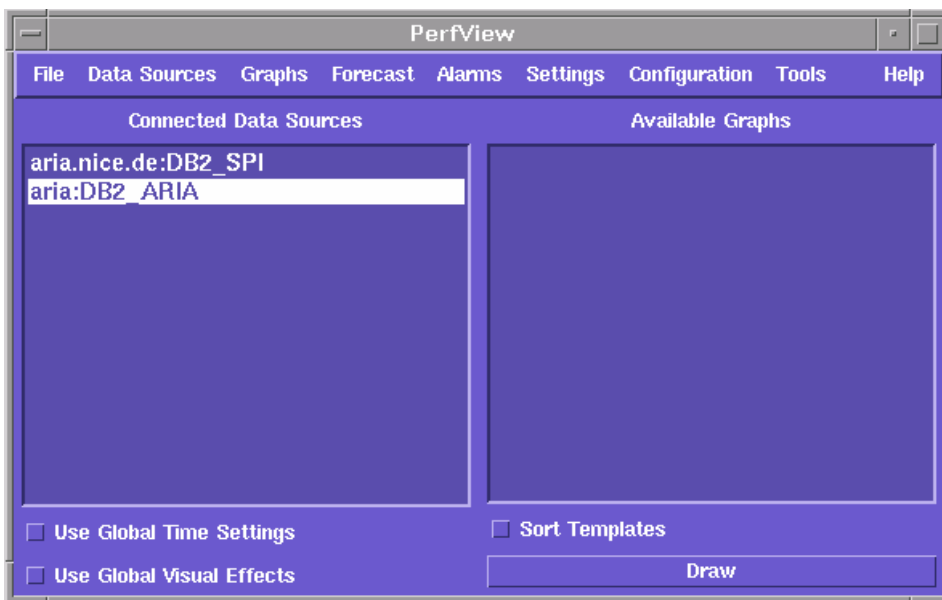 PerfView
File Data Sources Graphs Forecast Alarms Settings Configuration Tools Help
Connected Data Sources
Available Graphs
aria.nice.de:DB2_SPI
aria:DB2_ARIA
Use Global Time Settings
Sort Templates
Use Global Visual Effects
Draw